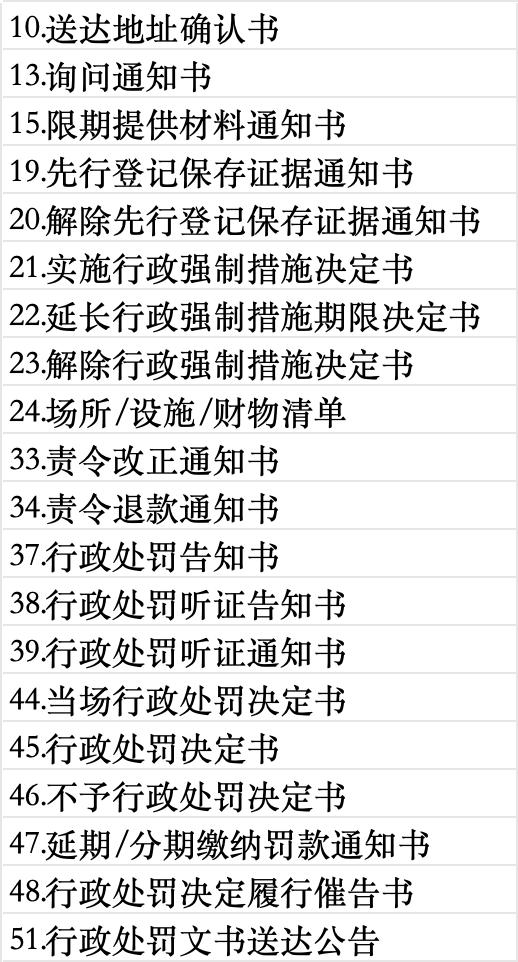 10.送达地址确认书
13.询问通知书
15.限期提供材料通知书
19.先行登记保存证据通知书
20.解除先行登记保存证据通知书
21.实施行政强制措施决定书
22.延长行政强制措施期限决定书
23.解除行政强制措施决定书
24.场所/设施/财物清单
33.责令改正通知书
34.责令退款通知书
37.行政处罚告知书
38.行政处罚听证告知书
39.行政处罚听证通知书
44.当场行政处罚决定书
45.行政处罚决定书
46.不予行政处罚决定书
47.延期/分期缴纳罚款通知书
48.行政处罚决定履行催告书
51.行政处罚文书送达公告